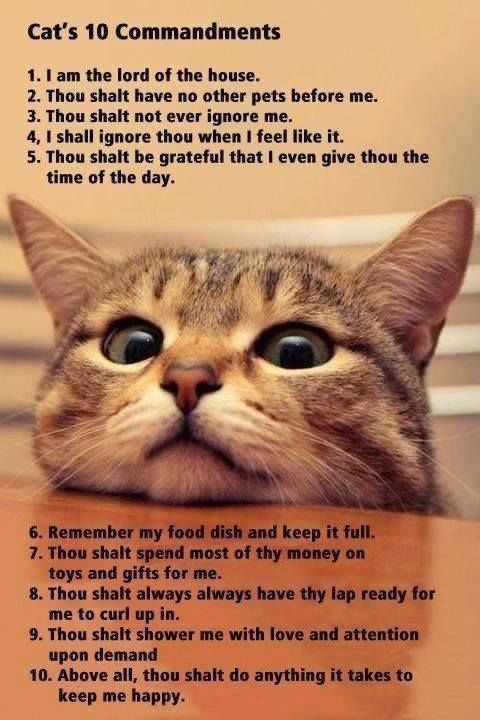 Cat's 10 Commandments
1. I am the lord of the house.
2. Thou shalt have no other pets before me.
3. Thou shalt not ever ignore me.
4, I shall ignore thou when I feel like it.
5. Thou shalt be grateful that I even give thou the
time of the day.
6. Remember my food dish and keep it full.
7. Thou shalt spend most of thy money on
toys and gifts for me.
8. Thou shalt always always have thy lap ready for
me to curl up in.
9. Thou shalt shower me with love and attention
upon demand
10. Above all, thou shalt do anything it takes to
keep me happy.